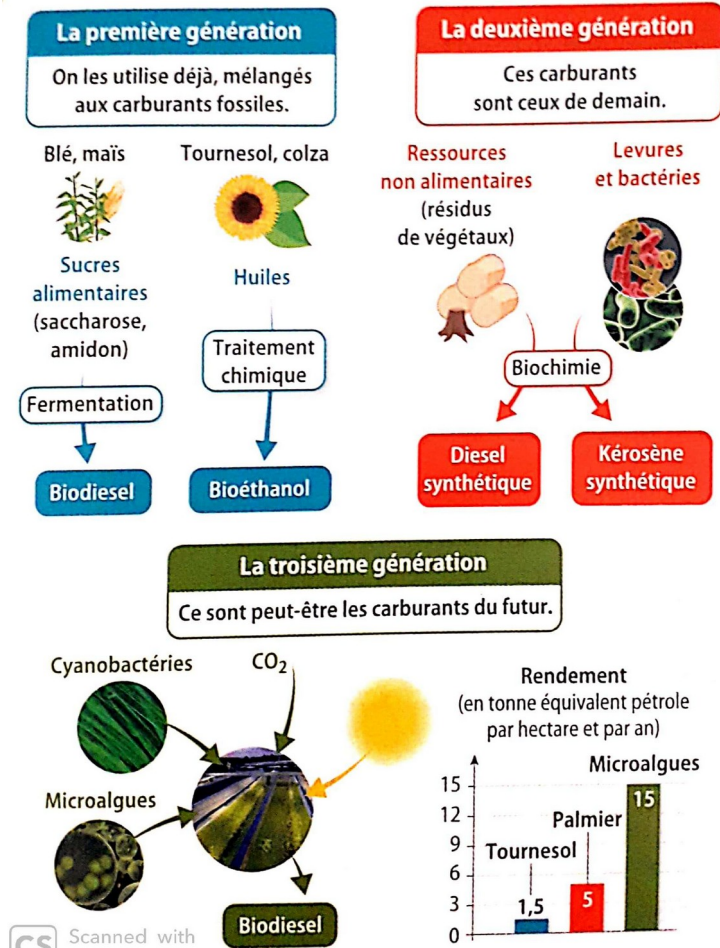 La première génération
On les utilise déjà, mélangés
aux carburants fossiles.
Blé, maïs
Tournesol, colza
Sucres
alimentaires
(saccharose,
amidon)
Huiles
Fermentation
Traitement
chimique
Biodiesel
Bioéthanol
La deuxième génération
Ces carburants
sont ceux de demain.
Ressources
non alimentaires
(résidus
de végétaux)
Levures
et bactéries
Biochimie
Diesel
synthétique
Kérosène
synthétique
La troisième génération
Ce sont peut-être les carburants du futur.
Cyanobactéries
CO₂
Microalgues
Biodiesel
Rendement
(en tonne équivalent pétrole
par hectare et par an)
Microalgues
15
12
9
6
3
0
Tournesol
1,5
Palmier
5
15
CS
Scanned with